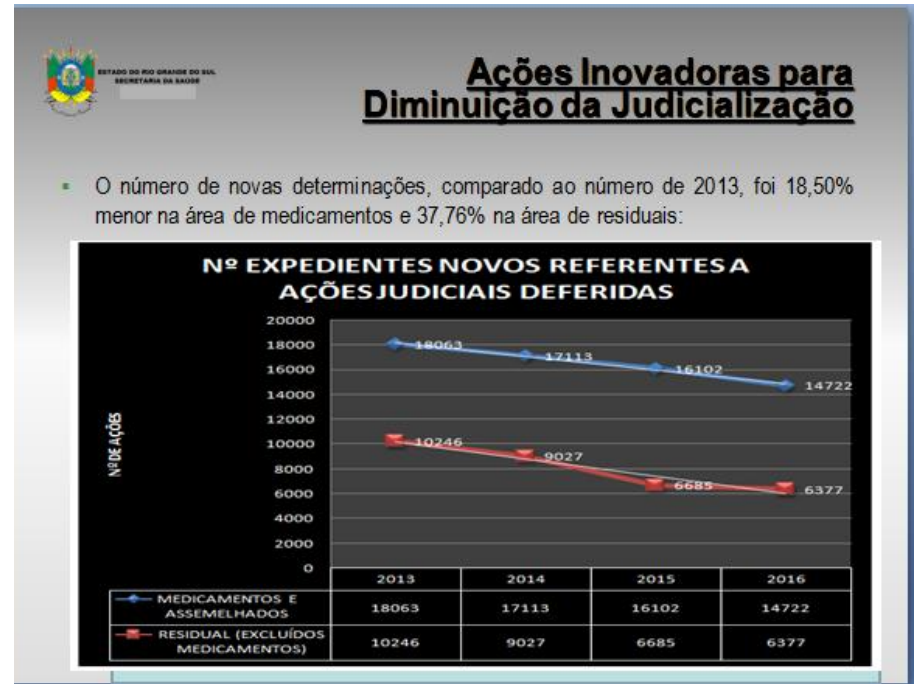 ESTADO DO RIO GRANDE DO SUL
SECRETARIA DA SAÚDE
Ações Inovadoras para
Diminuição da Judicialização
O número de novas determinações, comparado ao número de 2013, foi 18,50%
menor na área de medicamentos e 37,76% na área de residuais:
Nº EXPEDIENTES NOVOS REFERENTES A
AÇÕES JUDICIAIS DEFERIDAS
Nº DE AÇÕES
20000
18000
16000
14000
12000
10000
8000
6000
4000
2000
0
18063
17113
16102
14722
10246
9027
6685
6377
2013 2014 2015 2016
MEDICAMENTOS E
ASSEMELHADOS 18063 17113 16102 14722
RESIDUAL (EXCLUÍDOS
MEDICAMENTOS) 10246 9027 6685 6377